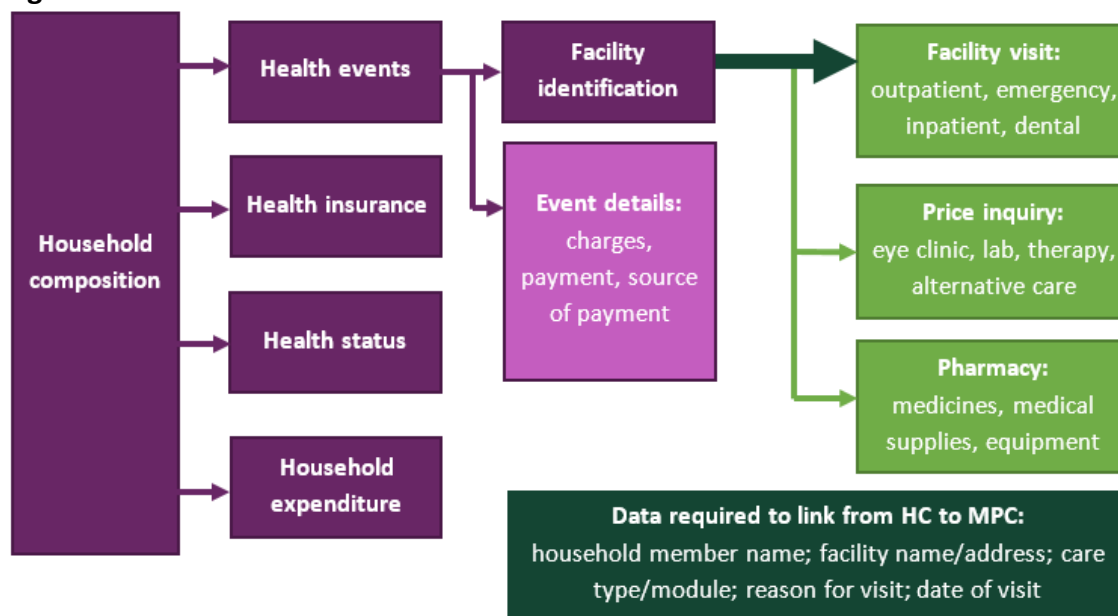 Household
composition
Health events
Health insurance
Health status
Household
expenditure
Facility
identification
Event details:
charges,
payment, source
of payment
Facility visit:
outpatient, emergency,
inpatient, dental
Price inquiry:
eye clinic, lab, therapy,
alternative care
Pharmacy:
medicines, medical
supplies, equipment
Data required to link from HC to MPC:
household member name; facility name/address; care
type/module; reason for visit; date of visit